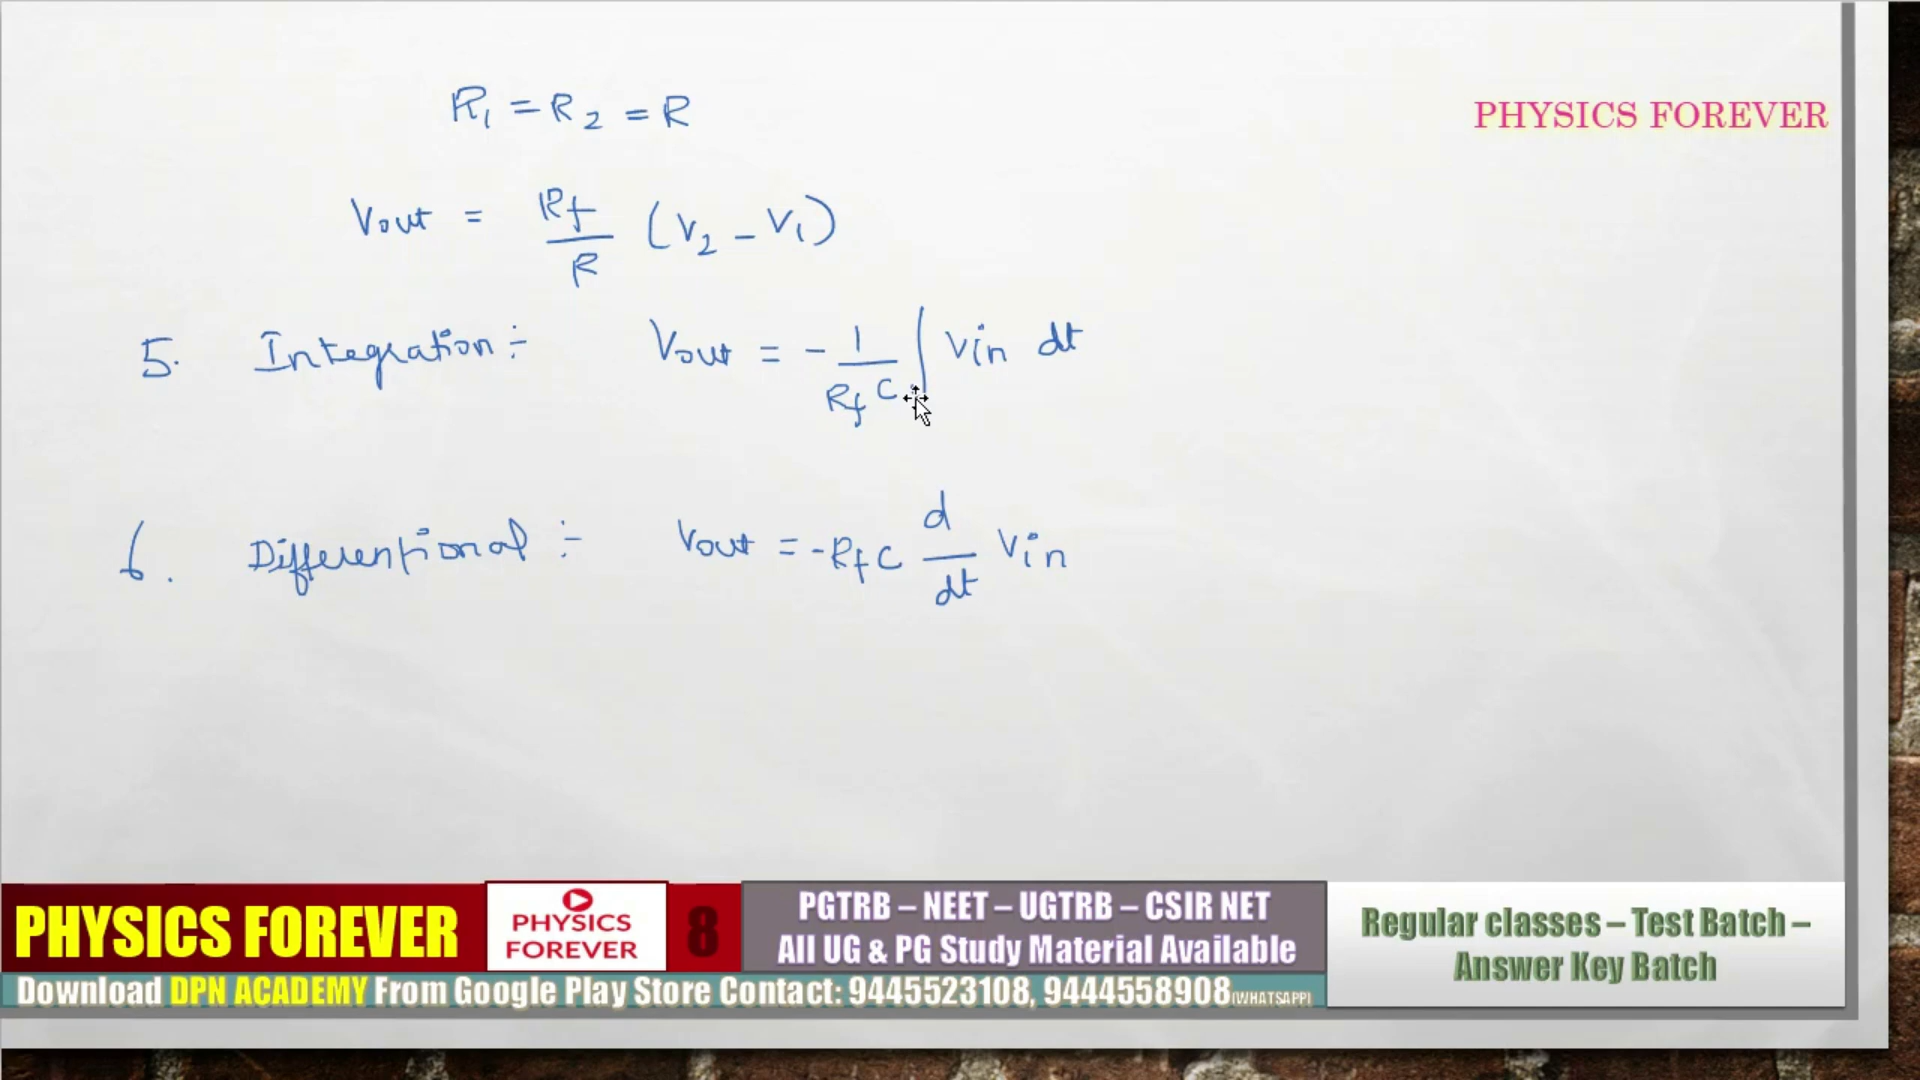 R₁ = R₂ = R
PHYSICS FOREVER
Vout = Rf/R (V₂ - V₁)
5. Integration :- Vout = - 1/RfC ∫ Vin dt
6. Differentional :- Vout = -RfC d/dt Vin
PHYSICS FOREVER
PHYSICS
FOREVER
8
PGTRB – NEET – UGTRB – CSIR NET
All UG & PG Study Material Available
Regular classes – Test Batch –
Answer Key Batch
Download DPN ACADEMY From Google Play Store Contact: 9445523108, 9444558908(WHATSAPP)